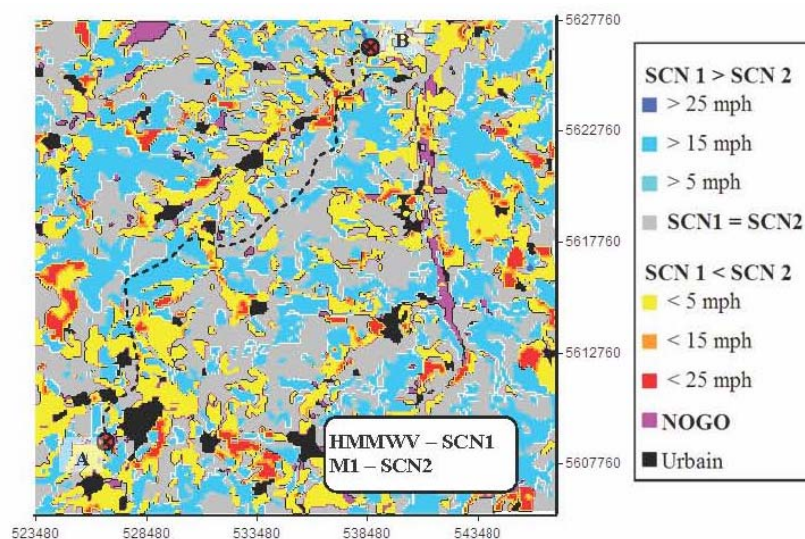 B
A
HMMWV – SCN1
M1 – SCN2
5627760
5622760
5617760
5612760
5607760
523480 528480 533480 538480 543480
SCN 1 > SCN 2
> 25 mph
> 15 mph
> 5 mph
SCN1 = SCN2
SCN 1 < SCN 2
< 5 mph
< 15 mph
< 25 mph
NOGO
Urbain